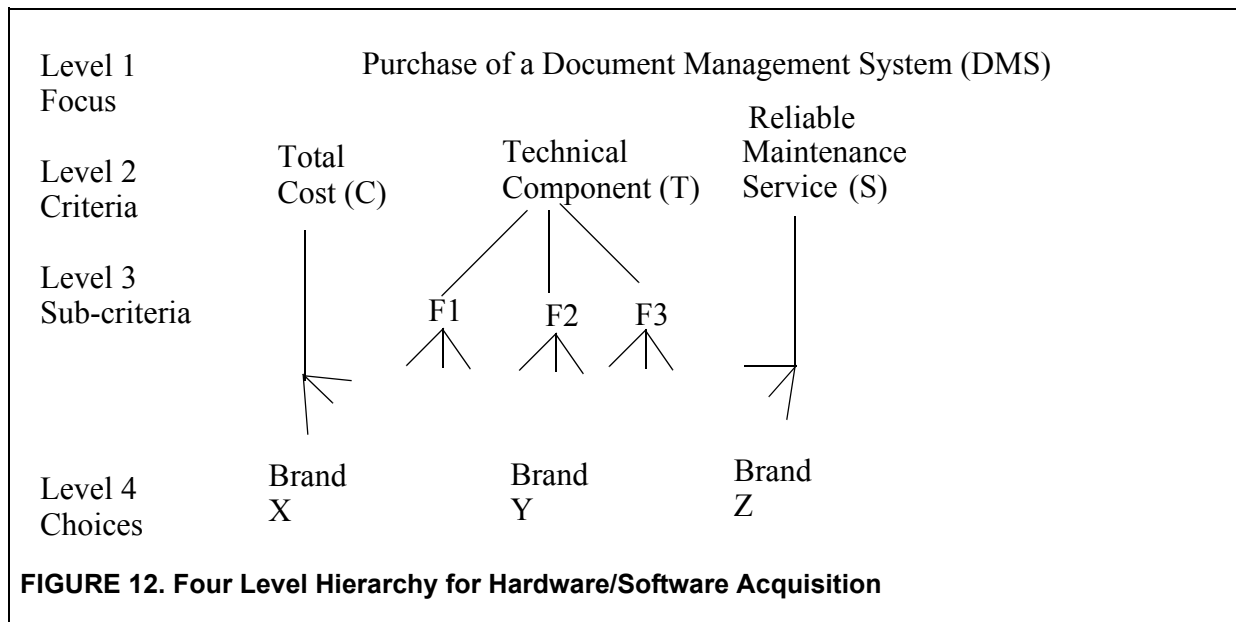 Level 1
Focus
Purchase of a Document Management System (DMS)
Level 2
Criteria
Total
Cost (C)
Technical
Component (T)
Reliable
Maintenance
Service (S)
Level 3
Sub-criteria
F1
F2
F3
Level 4
Choices
Brand
X
Brand
Y
Brand
Z
FIGURE 12. Four Level Hierarchy for Hardware/Software Acquisition